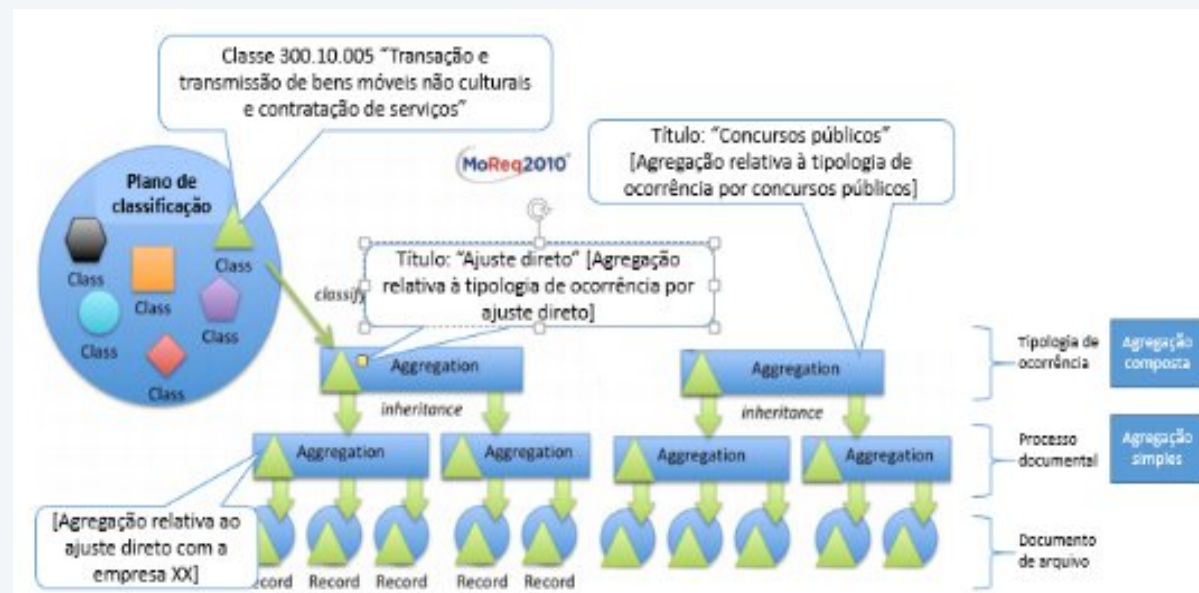 Classe 300.10.005 "Transação e
transmissão de bens móveis não culturais
e contratação de serviços"
Título: "Concursos públicos"
[Agregação relativa à tipologia de
ocorrência por concursos públicos]
MoReq2010
Plano de
classificação
Class
Class
Class
Class
Class
Class
classify
Título: "Ajuste direto" [Agregação
relativa à tipologia de ocorrência por
ajuste direto]
Aggregation
Aggregation
Tipologia de
ocorrência
Agregação
composta
inheritance
inheritance
Aggregation
Aggregation
Aggregation
Aggregation
Processo
documental
Agregação
simples
[Agregação relativa ao
ajuste direto com a
empresa XX]
Documento
de arquivo
ecord
Record
Record
Record
Record